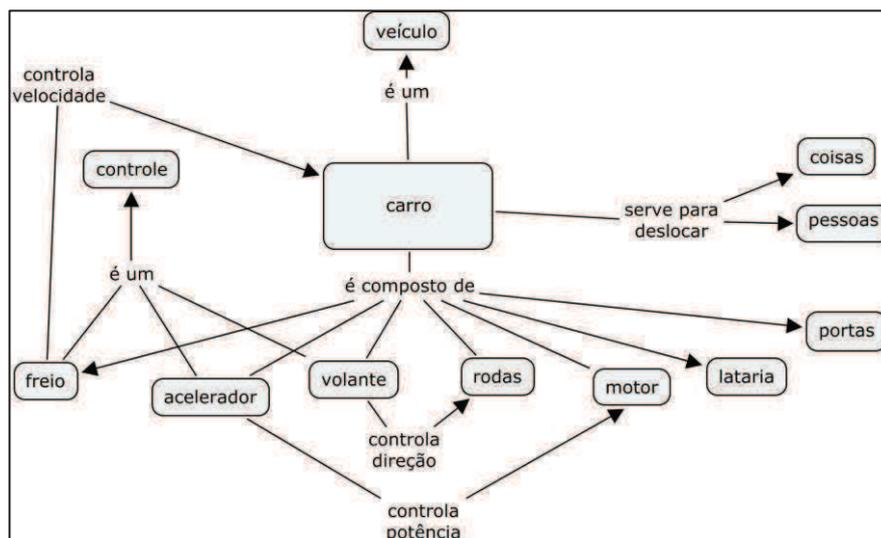 veículo
controla
velocidade
é um
controle
carro
coisas
serve para
deslocar
pessoas
é um
é composto de
portas
freio
acelerador
volante
rodas
motor
lataria
controla
direção
controla
potência